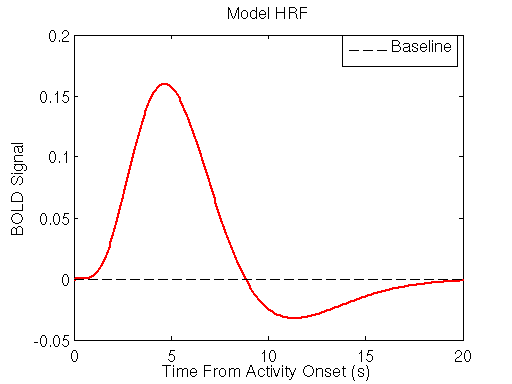 Model HRF
0.2
Baseline
0.15
0.1
0.05
0
-0.05
BOLD Signal
0 5 10 15 20
Time From Activity Onset (s)